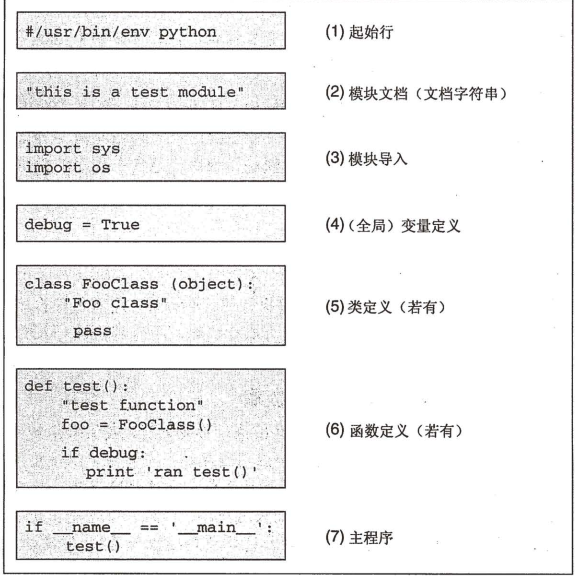 #/usr/bin/env python
(1) 起始行
"this is a test module"
(2) 模块文档（文档字符串）
import sys
import os
(3) 模块导入
debug = True
(4)（全局）变量定义
class FooClass (object):
"Foo class"
pass
(5) 类定义（若有）
def test():
"test function"
foo = FooClass()
if debug:
print 'ran test()'
(6) 函数定义（若有）
if __name__ == '__main__':
test()
(7) 主程序